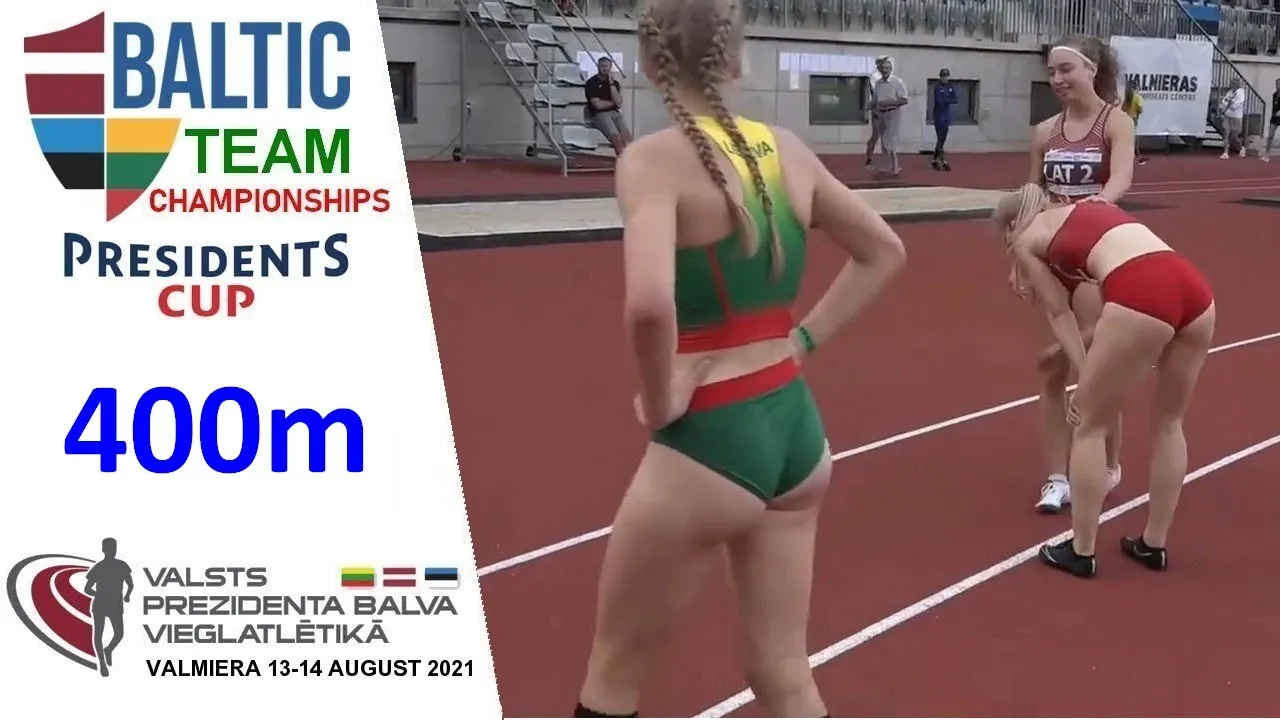 BALTIC
TEAM
CHAMPIONSHIPS
PRESIDENTS
CUP
400m
VALSTS
PREZIDENTA BALVA
VIEGLATLĒTIKĀ
VALMIERA 13-14 AUGUST 2021
LAT 2
VALMIERAS